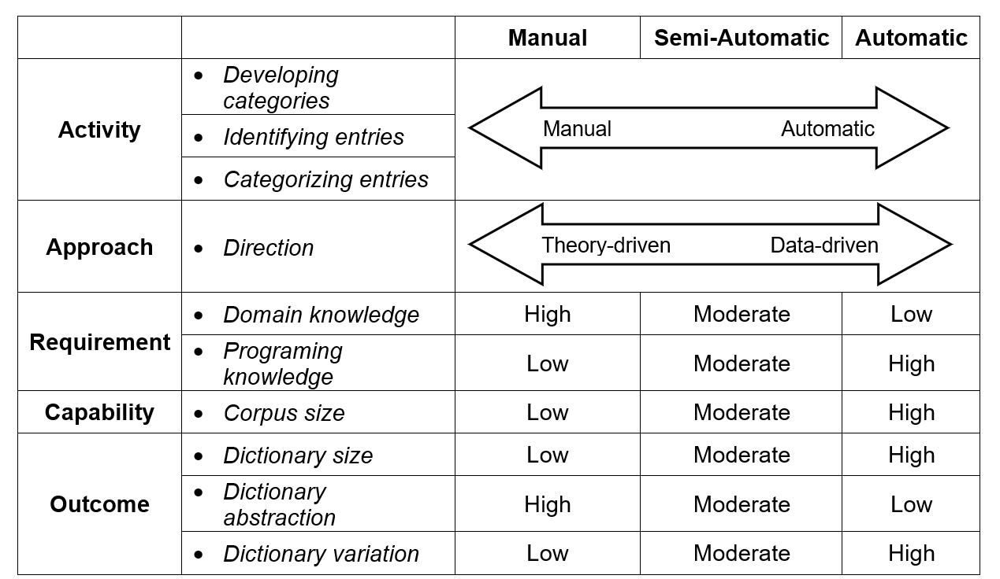 Manual Semi-Automatic Automatic
Activity
• Developing
categories
• Identifying entries
• Categorizing entries
Manual Automatic
Approach
• Direction
Theory-driven Data-driven
Requirement
• Domain knowledge High Moderate Low
• Programing
knowledge
Low Moderate High
Capability • Corpus size Low Moderate High
Outcome
• Dictionary size Low Moderate High
• Dictionary
abstraction
High Moderate Low
• Dictionary variation Low Moderate High